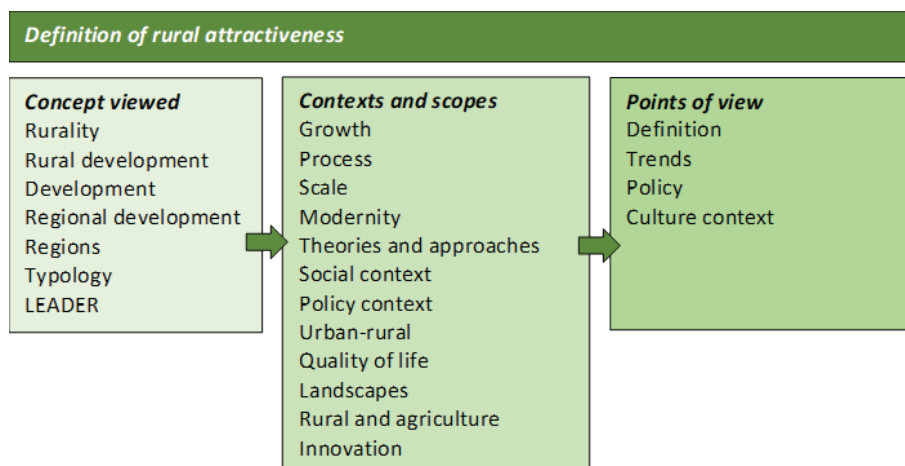 Definition of rural attractiveness
Concept viewed
Rurality
Rural development
Development
Regional development
Regions
Typology
LEADER
Contexts and scopes
Growth
Process
Scale
Modernity
Theories and approaches
Social context
Policy context
Urban-rural
Quality of life
Landscapes
Rural and agriculture
Innovation
Points of view
Definition
Trends
Policy
Culture context